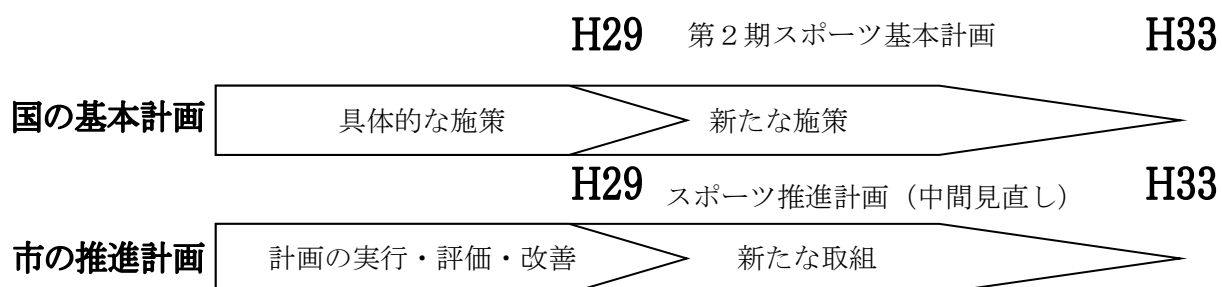 H29 第２期スポーツ基本計画 H33
国の基本計画 具体的な施策 新たな施策
H29 スポーツ推進計画（中間見直し） H33
市の推進計画 計画の実行・評価・改善 新たな取組